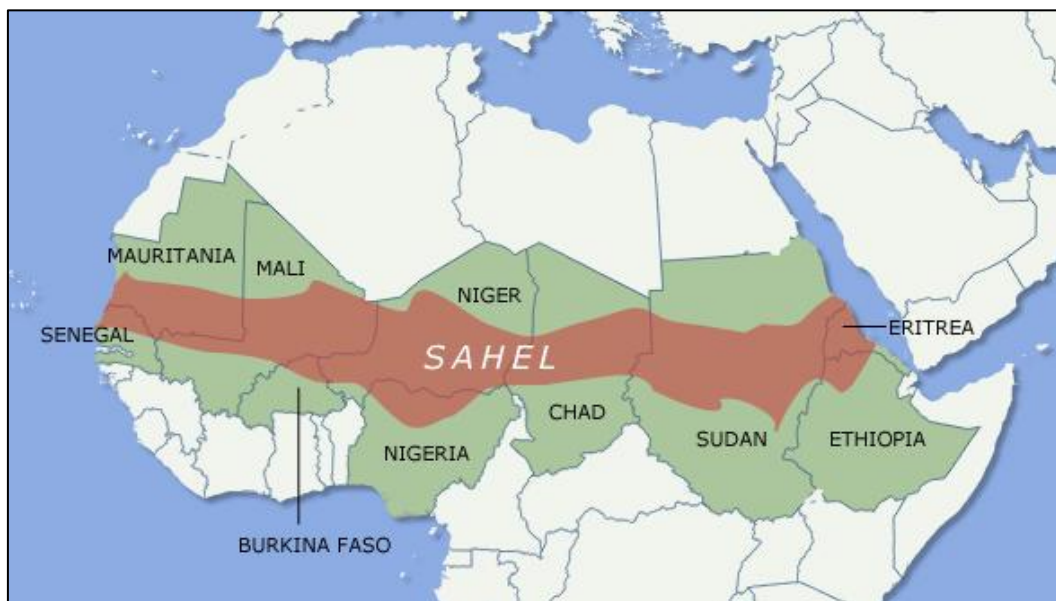 MAURITANIA
MALI
NIGER
SENEGAL
ERITREA
SAHEL
CHAD
SUDAN
ETHIOPIA
NIGERIA
BURKINA FASO